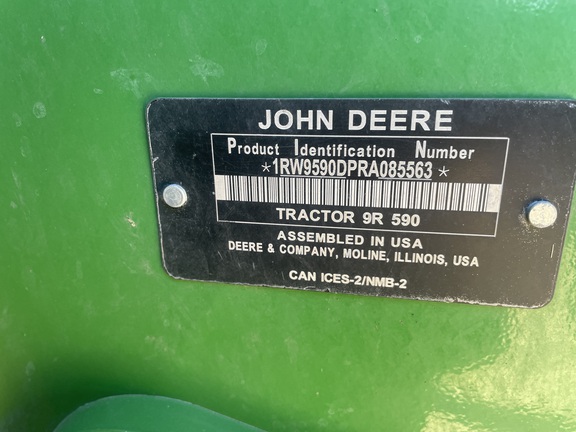 JOHN DEERE
Product Identification Number
*1RW9590DPRA085563*
TRACTOR 9R 590
ASSEMBLED IN USA
DEERE & COMPANY, MOLINE, ILLINOIS, USA
CAN ICES-2/NMB-2